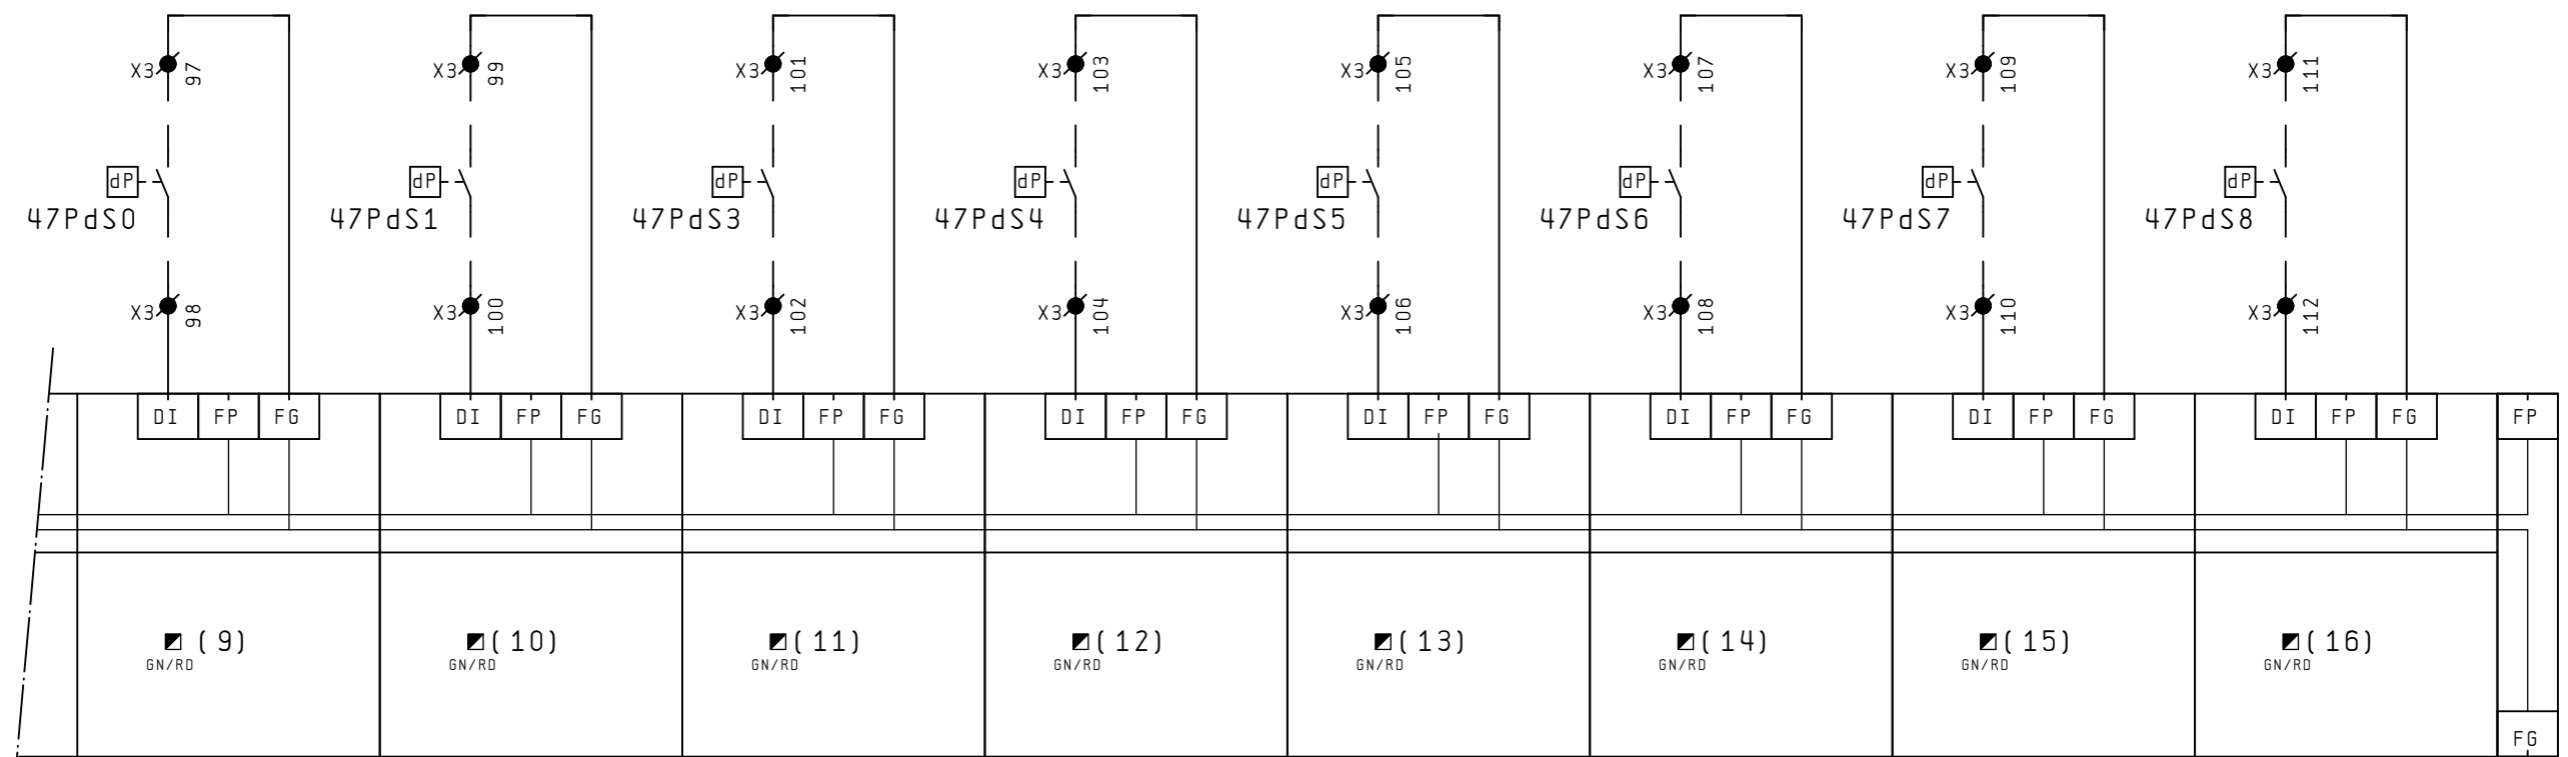 X3 97 X3 99 X3 101 X3 103 X3 105 X3 107 X3 109 X3 111
dP dP dP dP dP dP dP dP
47PdS0 47PdS1 47PdS3 47PdS4 47PdS5 47PdS6 47PdS7 47PdS8
X3 98 X3 100 X3 102 X3 104 X3 106 X3 108 X3 110 X3 112
DI FP FG DI FP FG DI FP FG DI FP FG DI FP FG DI FP FG DI FP FG DI FP FG FP
( 9) (10) (11) (12) (13) (14) (15) (16)
GN/RD GN/RD GN/RD GN/RD GN/RD GN/RD GN/RD GN/RD
FG